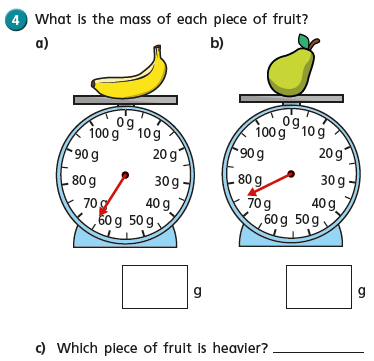 4 What is the mass of each piece of fruit?
a) b)
0 g 0 g
100 g 10 g 100 g 10 g
90 g 20 g 90 g 20 g
80 g 30 g 80 g 30 g
70 g 40 g 70 g 40 g
60 g 50 g 60 g 50 g
g g
c) Which piece of fruit is heavier?